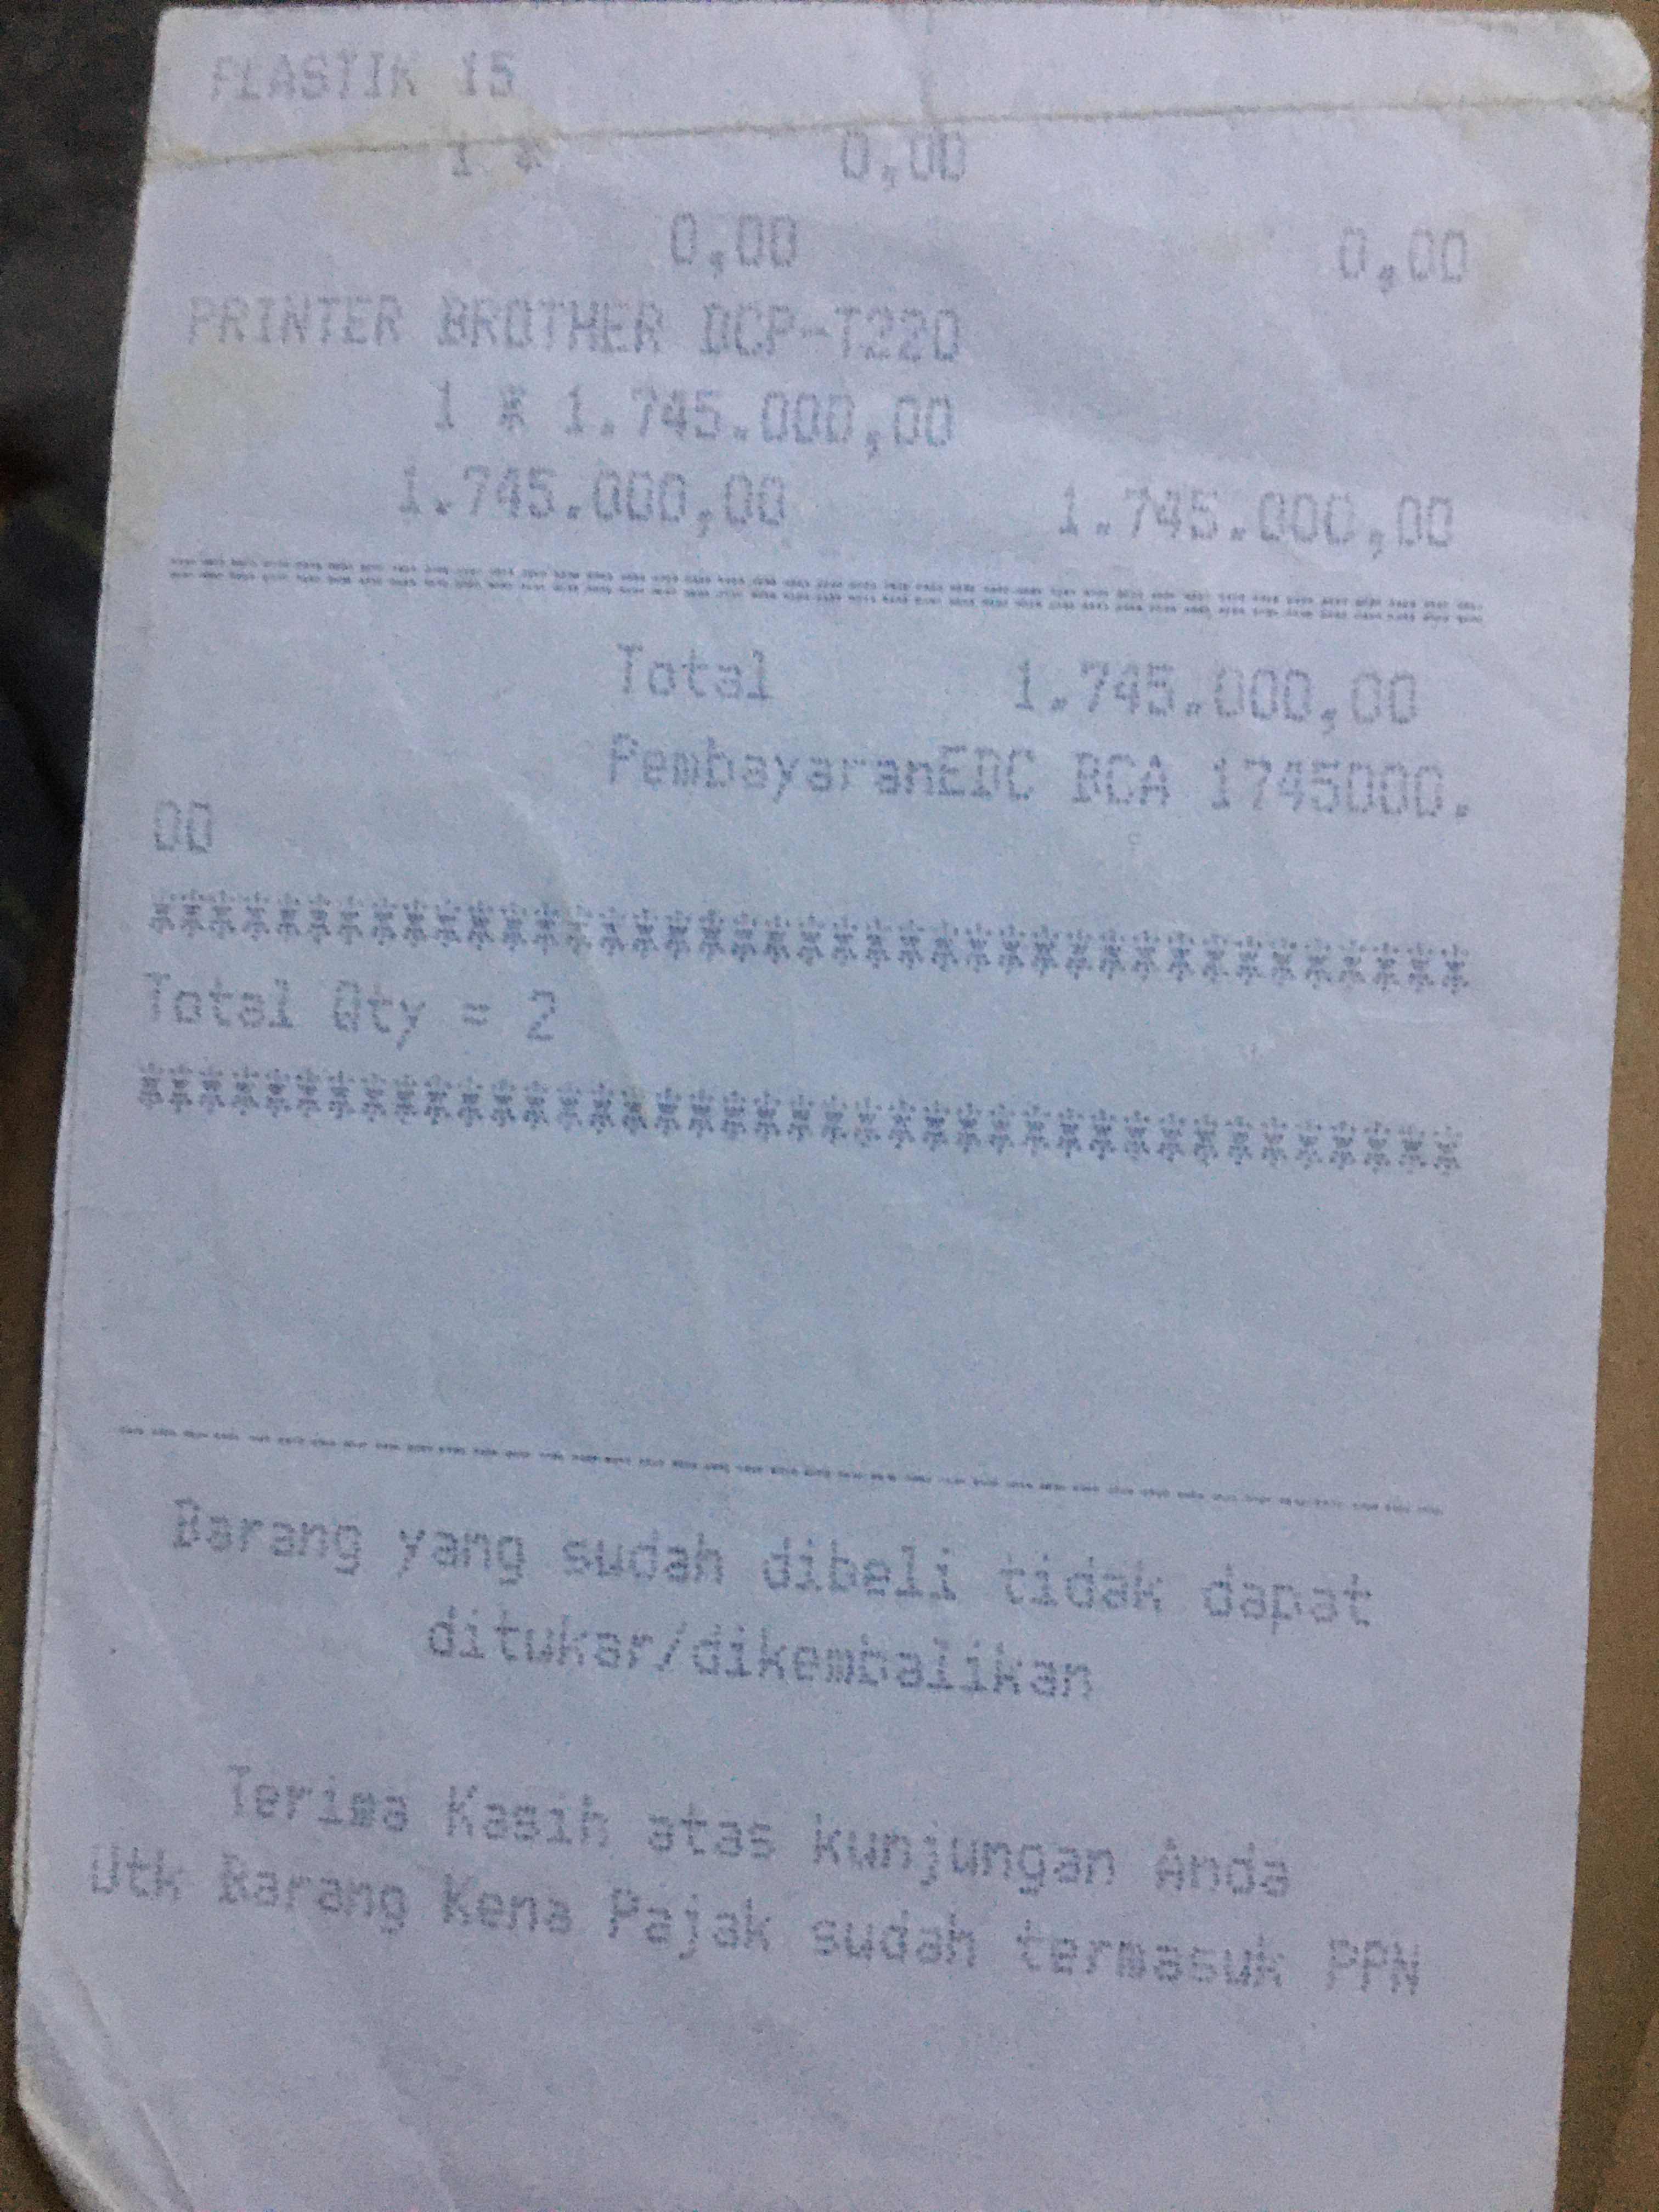 PLASTIK 15
1 * 0,00
0,00 0,00
PRINTER BROTHER DCP-T220
1 * 1.745.000,00
1.745.000,00 1.745.000,00
========================================
Total 1.745.000,00
PembayaranEDC BCA 1745000.
00
****************************************
Total Qty = 2
****************************************
----------------------------------------
Barang yang sudah dibeli tidak dapat
ditukar/dikembalikan
Terima Kasih atas kunjungan Anda
Utk Barang Kena Pajak sudah termasuk PPN